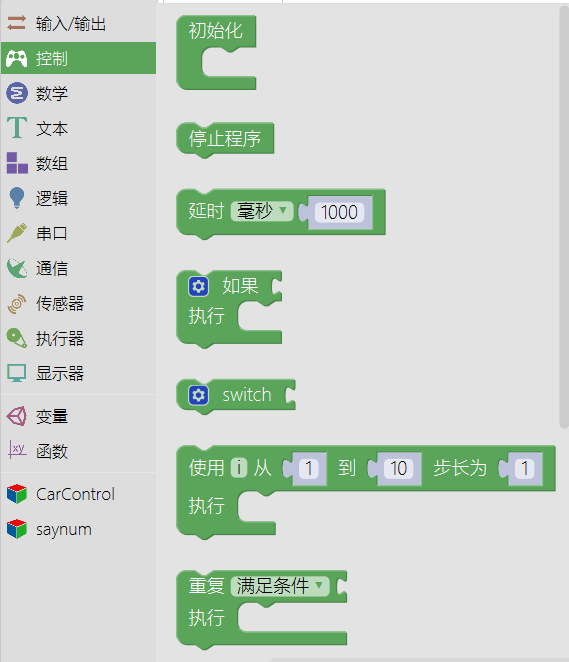 输入/输出
控制
数学
文本
数组
逻辑
串口
通信
传感器
执行器
显示器
变量
xy
函数
CarControl
saynum
初始化
停止程序
延时 毫秒 1000
如果
执行
switch
使用 i 从 1 到 10 步长为 1
执行
重复 满足条件
执行